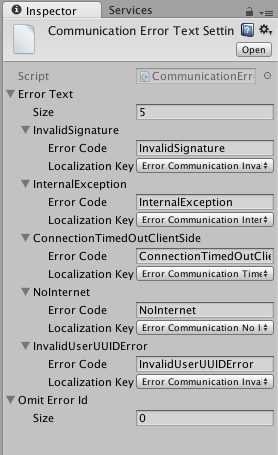 Inspector Services
Communication Error Text Settin
Open
Script CommunicationErr
Error Text
Size 5
InvalidSignature
Error Code InvalidSignature
Localization Key Error Communication Inva
InternalException
Error Code InternalException
Localization Key Error Communication Inter
ConnectionTimedOutClientSide
Error Code ConnectionTimedOutClie
Localization Key Error Communication Time
NoInternet
Error Code NoInternet
Localization Key Error Communication No I
InvalidUserUUIDError
Error Code InvalidUserUUIDError
Localization Key Error Communication Inva
Omit Error Id
Size 0